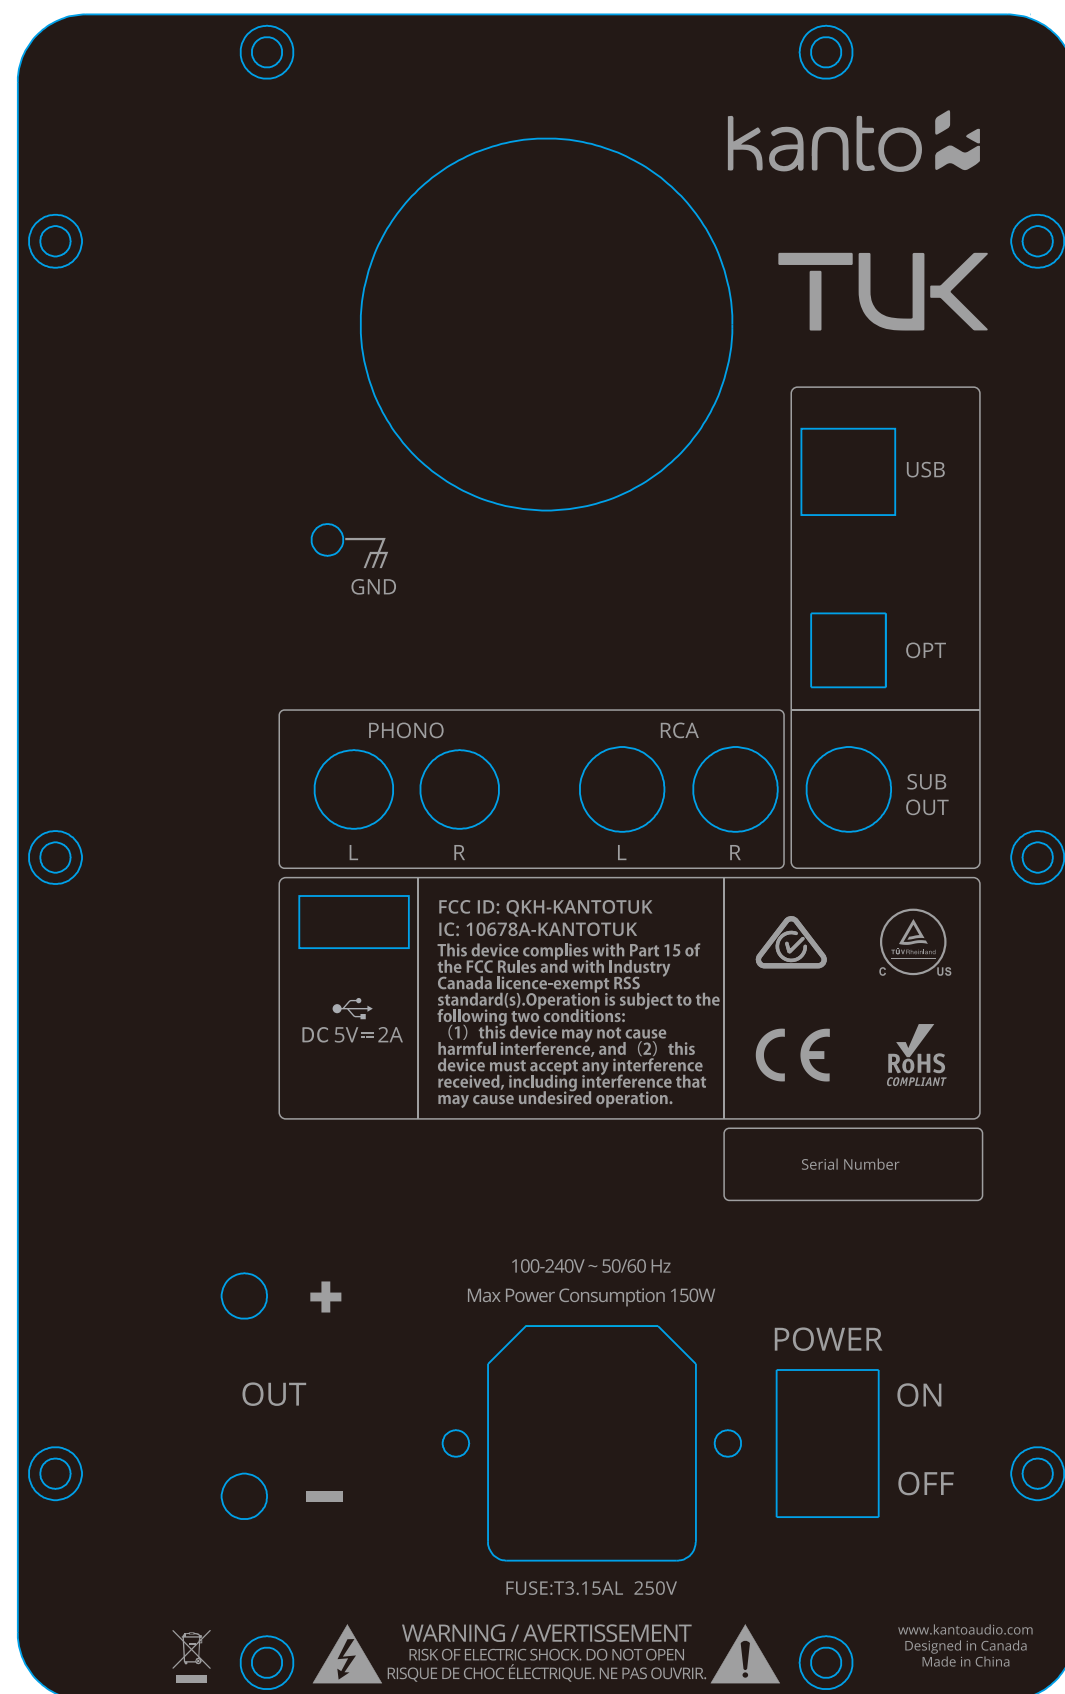 kanto
TUK
USB
GND
OPT
PHONO
RCA
SUB
OUT
L
R
L
R
FCC ID: QKH-KANTOTUK
IC: 10678A-KANTOTUK
This device complies with Part 15 of
the FCC Rules and with Industry
Canada licence-exempt RSS
standard(s).Operation is subject to the
following two conditions:
（1）this device may not cause
harmful interference, and（2）this
device must accept any interference
received, including interference that
may cause undesired operation.
DC 5V⎓2A
TÜVRheinland
C US
CE
RoHS
COMPLIANT
Serial Number
100-240V ~ 50/60 Hz
Max Power Consumption 150W
+
OUT
−
POWER
ON
OFF
FUSE:T3.15AL 250V
WARNING / AVERTISSEMENT
RISK OF ELECTRIC SHOCK. DO NOT OPEN
RISQUE DE CHOC ÉLECTRIQUE. NE PAS OUVRIR.
www.kantoaudio.com
Designed in Canada
Made in China